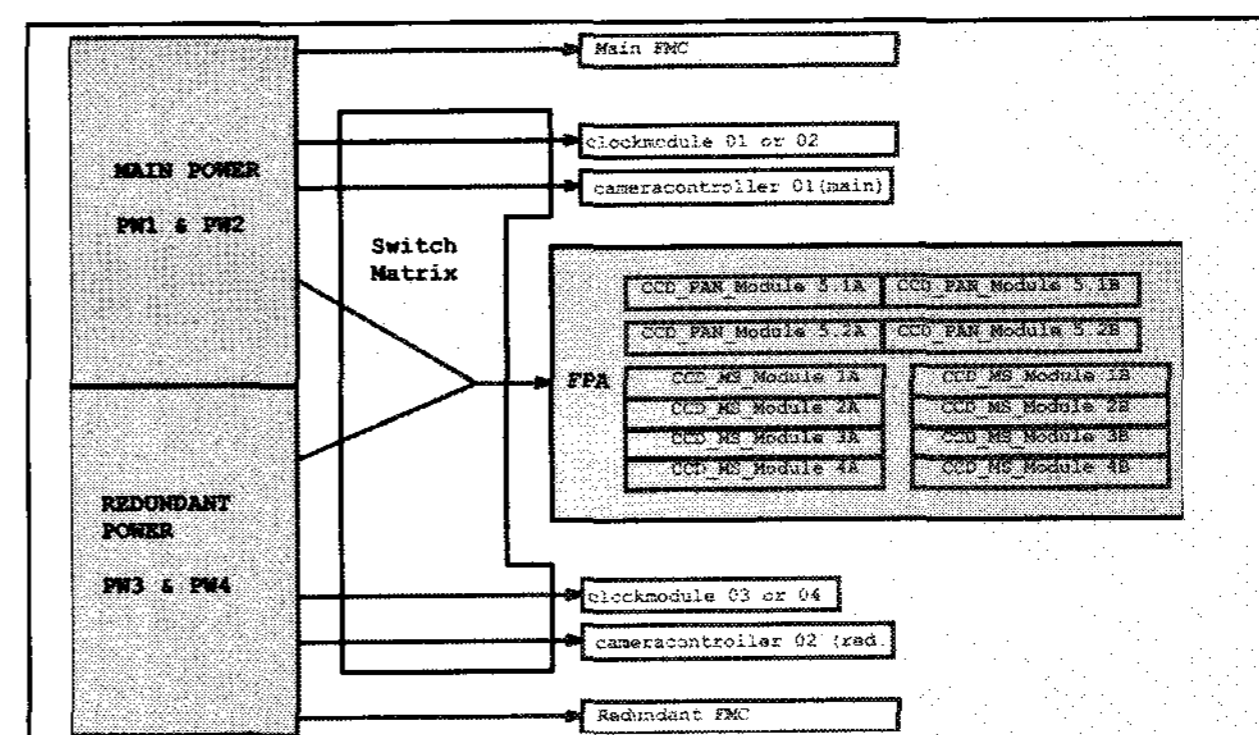 Main FMC
clockmodule 01 or 02
cameracontroller 01(main)
MAIN POWER
PW1 & PW2
Switch
Matrix
CCD_PAN_Module 5.1A
CCD_PAN_Module 5.1B
CCD_PAN_Module 5.2A
CCD_PAN_Module 5.2B
FPA
CCD_MS_Module 1A
CCD_MS_Module 1B
CCD_MS_Module 2A
CCD_MS_Module 2B
CCD_MS_Module 3A
CCD_MS_Module 3B
CCD_MS_Module 4A
CCD_MS_Module 4B
REDUNDANT
POWER
PW3 & PW4
clockmodule 03 or 04
cameracontroller 02 (red.
Redundant FMC